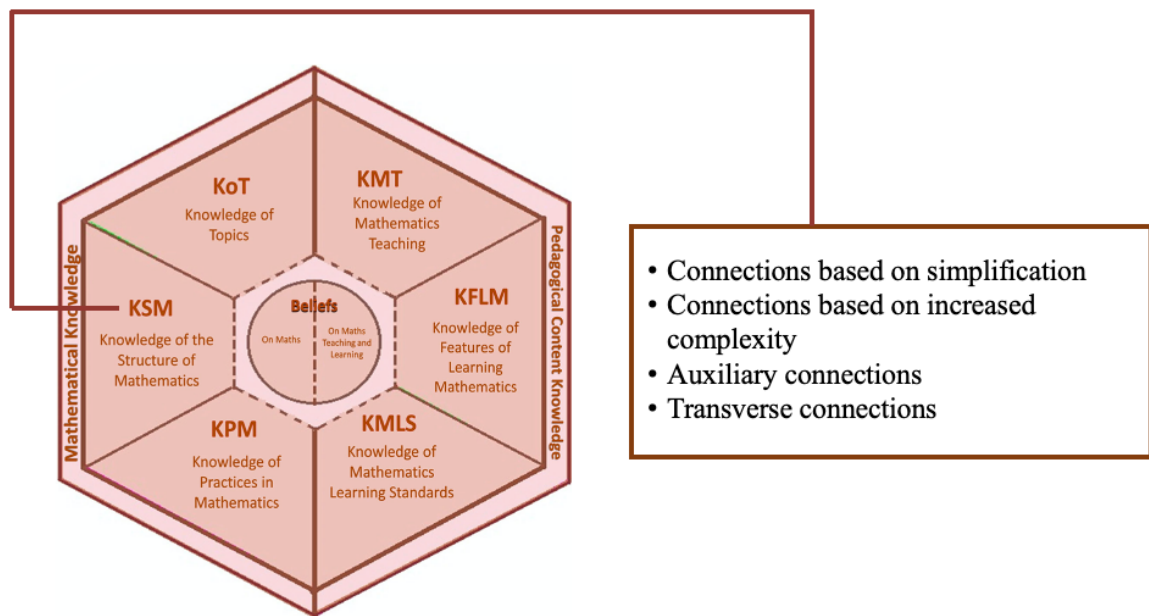 KoT
Knowledge of
Topics
KMT
Knowledge of
Mathematics
Teaching
Mathematical Knowledge
KSM
Knowledge of the
Structure of
Mathematics
Beliefs
On Maths
On Maths
Teaching and
Learning
KFLM
Knowledge of
Features of
Learning
Mathematics
Pedagogical Content Knowledge
KPM
Knowledge of
Practices in
Mathematics
KMLS
Knowledge of
Mathematics
Learning Standards
• Connections based on simplification
• Connections based on increased
complexity
• Auxiliary connections
• Transverse connections